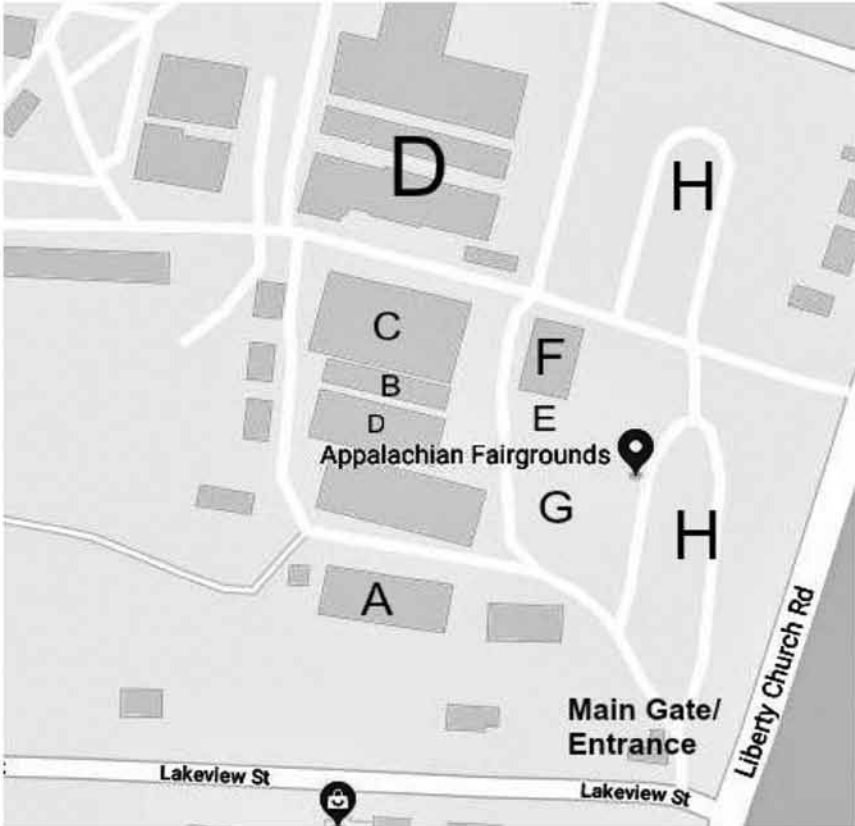 D
H
C
F
B
E
D
Appalachian Fairgrounds
G
H
A
Liberty Church Rd
Main Gate/
Entrance
Lakeview St
Lakeview St